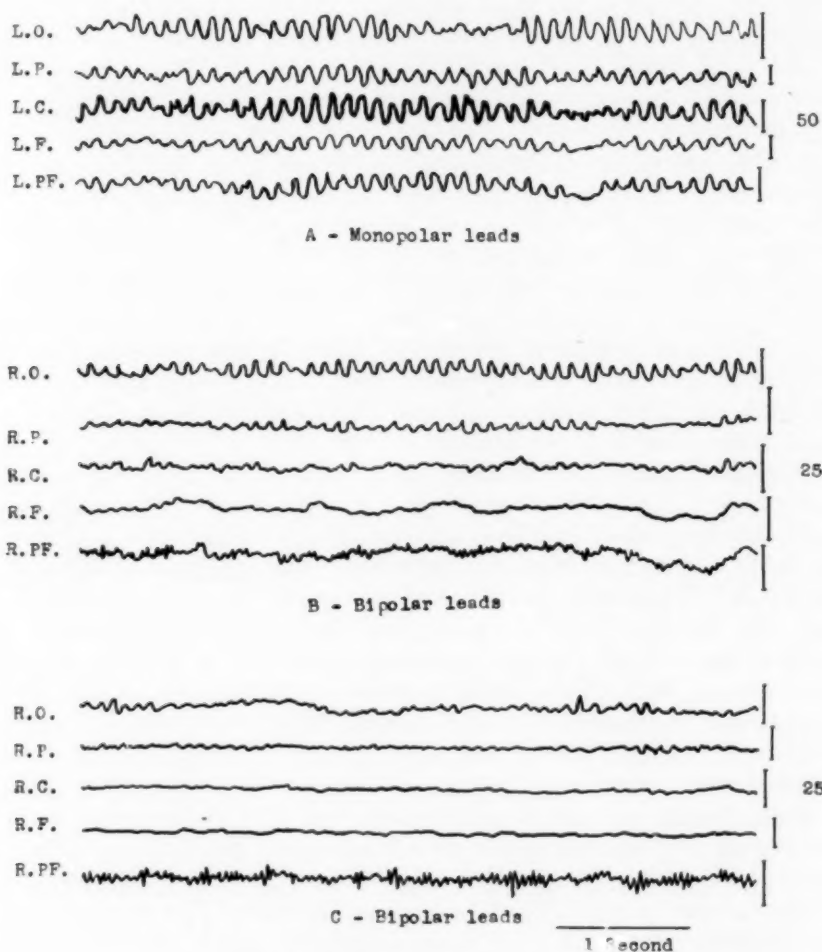 L.O.
L.P.
L.C. 50
L.F.
L.PF.
A - Monopolar leads
R.O.
R.P.
R.C. 25
R.F.
R.PF.
B - Bipolar leads
R.O.
R.P.
R.C. 25
R.F.
R.PF.
C - Bipolar leads
1 Second